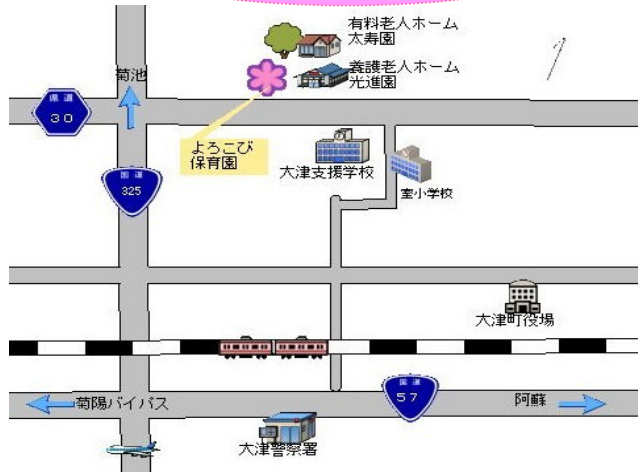 有料老人ホーム
太寿園
養護老人ホーム
光進園
菊池
県道
30
よろこび
保育園
大津支援学校
室小学校
国道
325
大津町役場
国道
57
菊陽バイパス
阿蘇
大津警察署